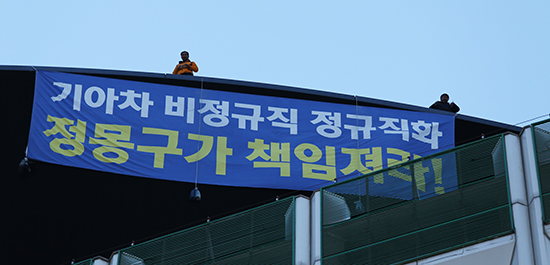 기아차 비정규직 정규직화
정몽구가 책임져라!